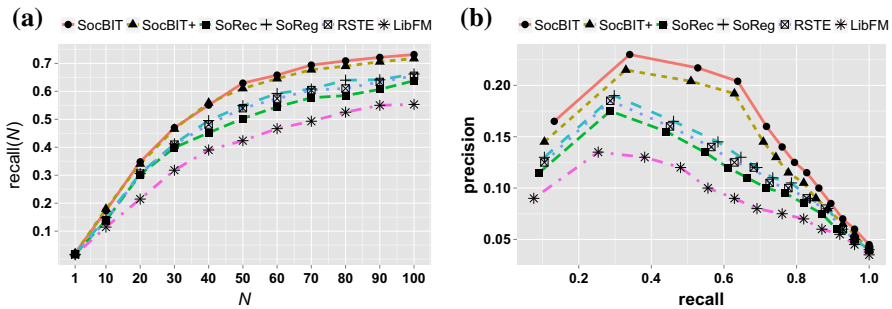 (a)
SocBIT SocBIT+ SoRec SoReg RSTE LibFM
recall(N)
0.7
0.6
0.5
0.4
0.3
0.2
0.1
1 10 20 30 40 50 60 70 80 90 100
N
(b)
SocBIT SocBIT+ SoRec SoReg RSTE LibFM
precision
0.20
0.15
0.10
0.05
0.2 0.4 0.6 0.8 1.0
recall